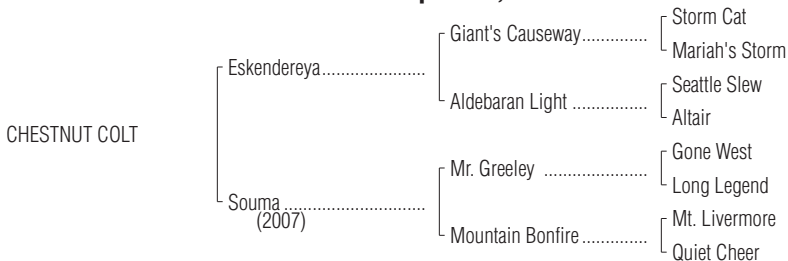 Storm Cat
Giant's Causeway
Mariah's Storm
Eskendereya
Seattle Slew
Aldebaran Light
Altair
CHESTNUT COLT
Gone West
Mr. Greeley
Long Legend
Souma
(2007)
Mt. Livermore
Mountain Bonfire
Quiet Cheer